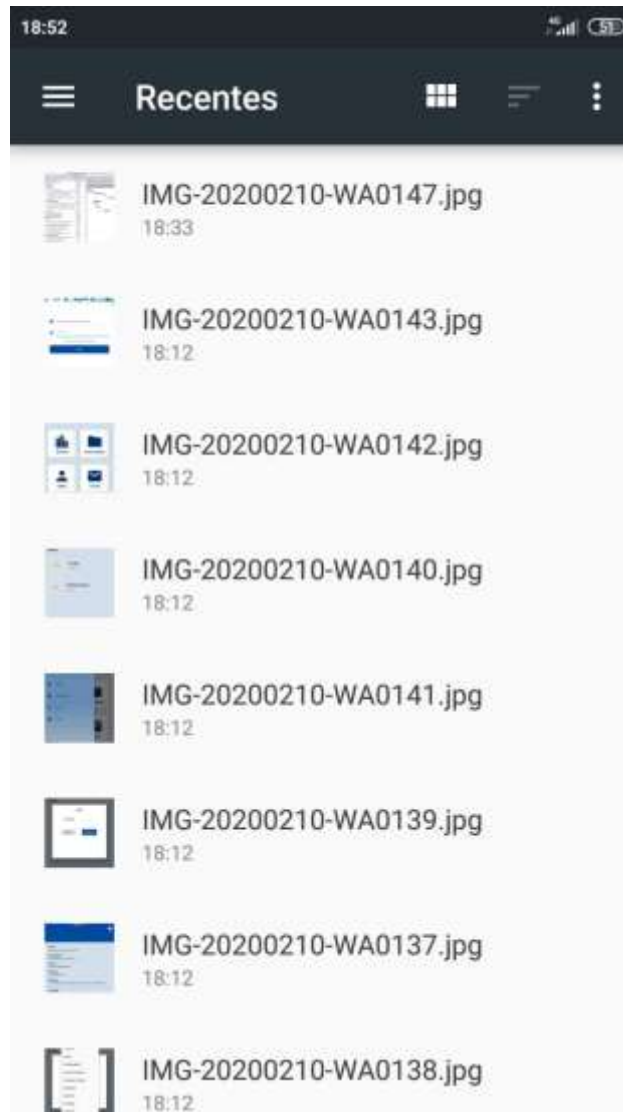 18:52
4G
51
Recentes
IMG-20200210-WA0147.jpg
18:33
IMG-20200210-WA0143.jpg
18:12
IMG-20200210-WA0142.jpg
18:12
IMG-20200210-WA0140.jpg
18:12
IMG-20200210-WA0141.jpg
18:12
IMG-20200210-WA0139.jpg
18:12
IMG-20200210-WA0137.jpg
18:12
IMG-20200210-WA0138.jpg
18:12